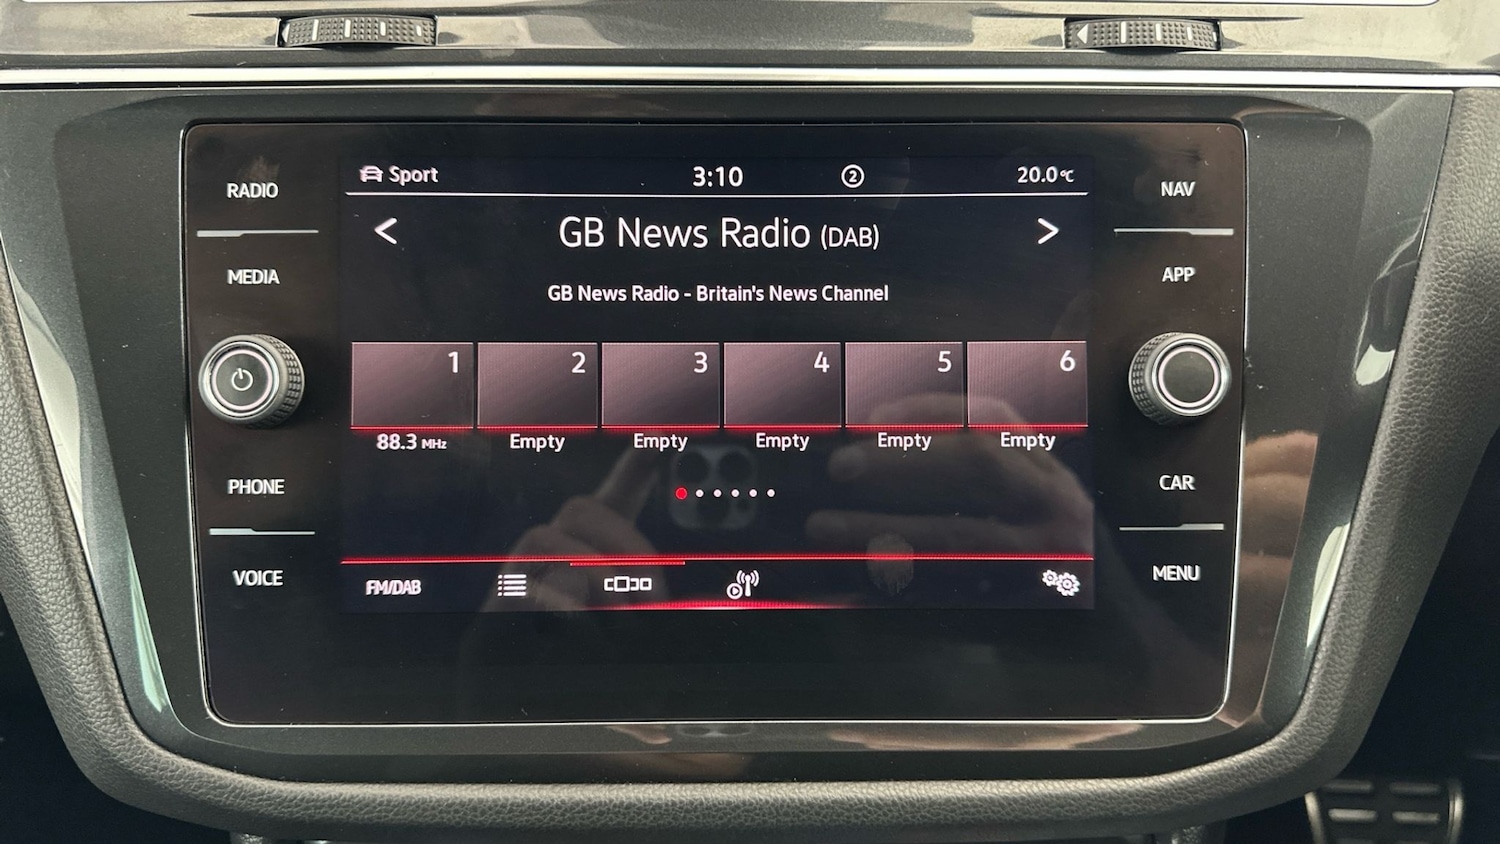 RADIO
MEDIA
PHONE
VOICE
Sport 3:10 2 20.0°C
GB News Radio (DAB)
GB News Radio - Britain's News Channel
1 2 3 4 5 6
88.3 MHz Empty Empty Empty Empty Empty
FM/DAB
NAV
APP
CAR
MENU